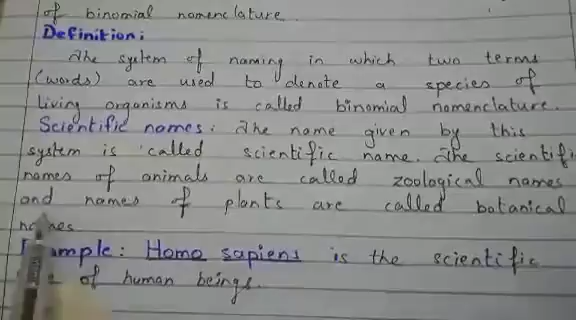 of binomial nomenclature.
Definition:
The system of naming in which two terms
(words) are used to denote a species of
living organisms is called binomial nomenclature.
Scientific names: The name given by this
system is called scientific name. The scientific
names of animals are called zoological names
and names of plants are called botanical
names
Example: Homo sapiens is the scientific
of human beings.